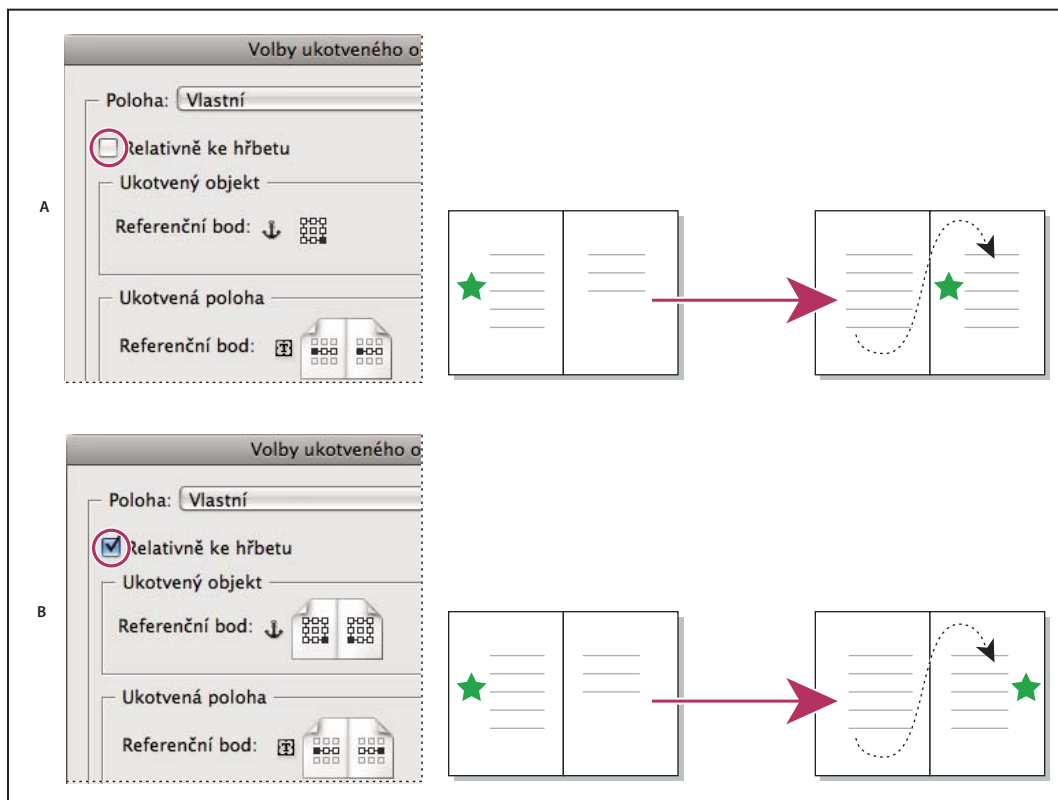 Volby ukotveného o
Poloha: Vlastní
Relativně ke hřbetu
Ukotvený objekt
A
Referenční bod:
Ukotvená poloha
Referenční bod: T
Volby ukotveného o
Poloha: Vlastní
Relativně ke hřbetu
Ukotvený objekt
B
Referenční bod:
Ukotvená poloha
Referenční bod: T